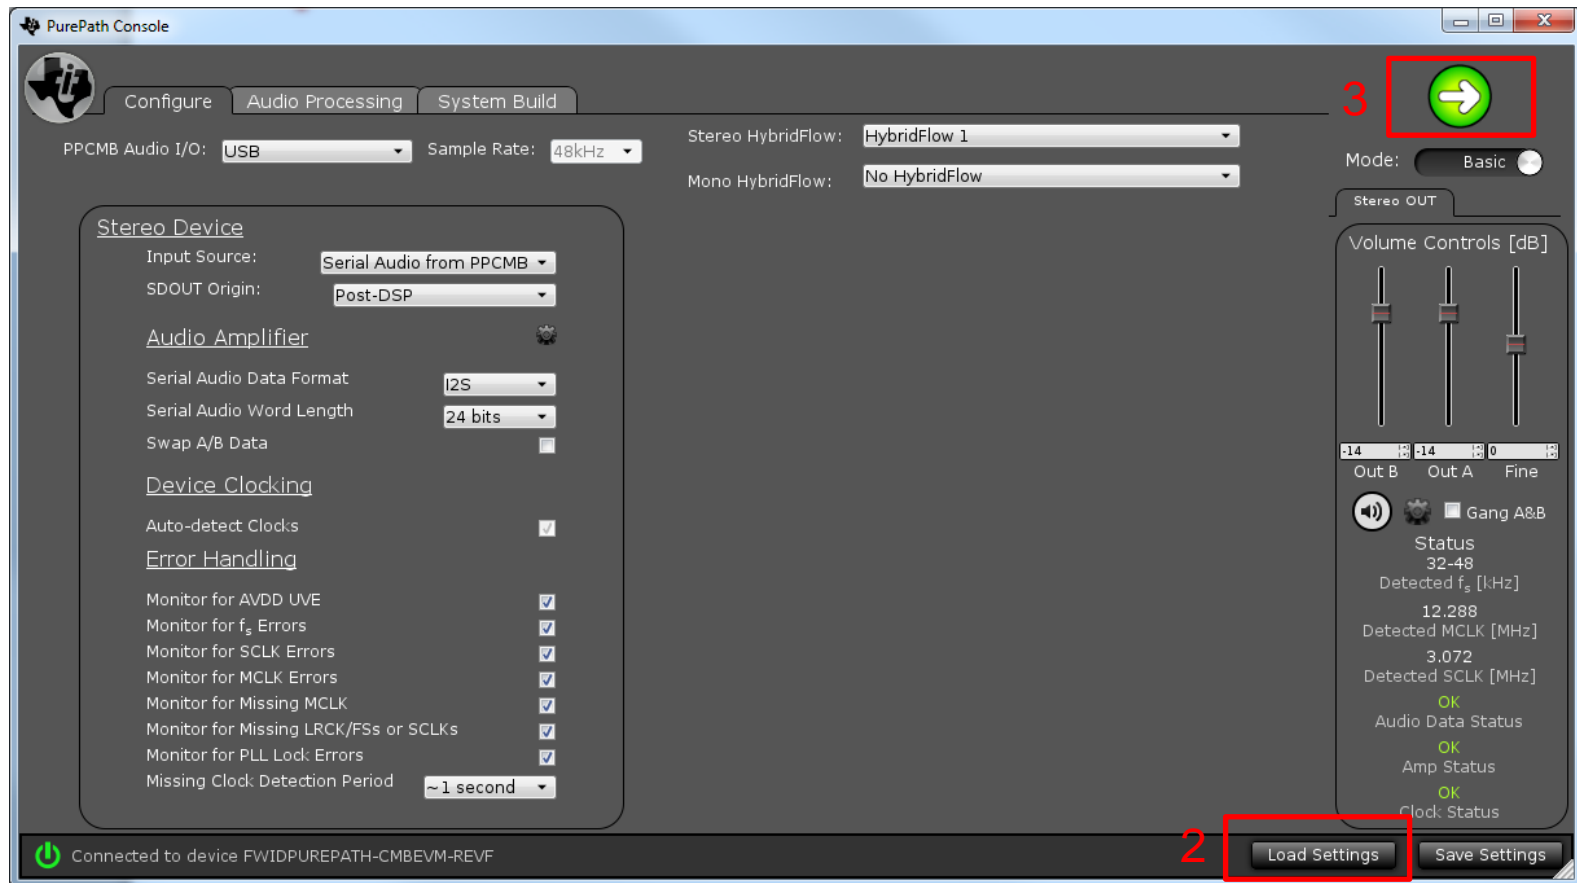 PurePath Console
Configure
Audio Processing
System Build
3
PPCMB Audio I/O:
USB
Sample Rate:
48kHz
Stereo HybridFlow:
HybridFlow 1
Mono HybridFlow:
No HybridFlow
Mode:
Basic
Stereo OUT
Stereo Device
Input Source:
Serial Audio from PPCMB
SDOUT Origin:
Post-DSP
Audio Amplifier
Serial Audio Data Format
I2S
Serial Audio Word Length
24 bits
Swap A/B Data
Device Clocking
Auto-detect Clocks
Error Handling
Monitor for AVDD UVE
Monitor for fs Errors
Monitor for SCLK Errors
Monitor for MCLK Errors
Monitor for Missing MCLK
Monitor for Missing LRCK/FSs or SCLKs
Monitor for PLL Lock Errors
Missing Clock Detection Period
~1 second
Volume Controls [dB]
-14
-14
0
Out B
Out A
Fine
Gang A&B
Status
32-48
Detected fs [kHz]
12.288
Detected MCLK [MHz]
3.072
Detected SCLK [MHz]
OK
Audio Data Status
OK
Amp Status
OK
Clock Status
Connected to device FWIDPUREPATH-CMBEVM-REVF
2
Load Settings
Save Settings